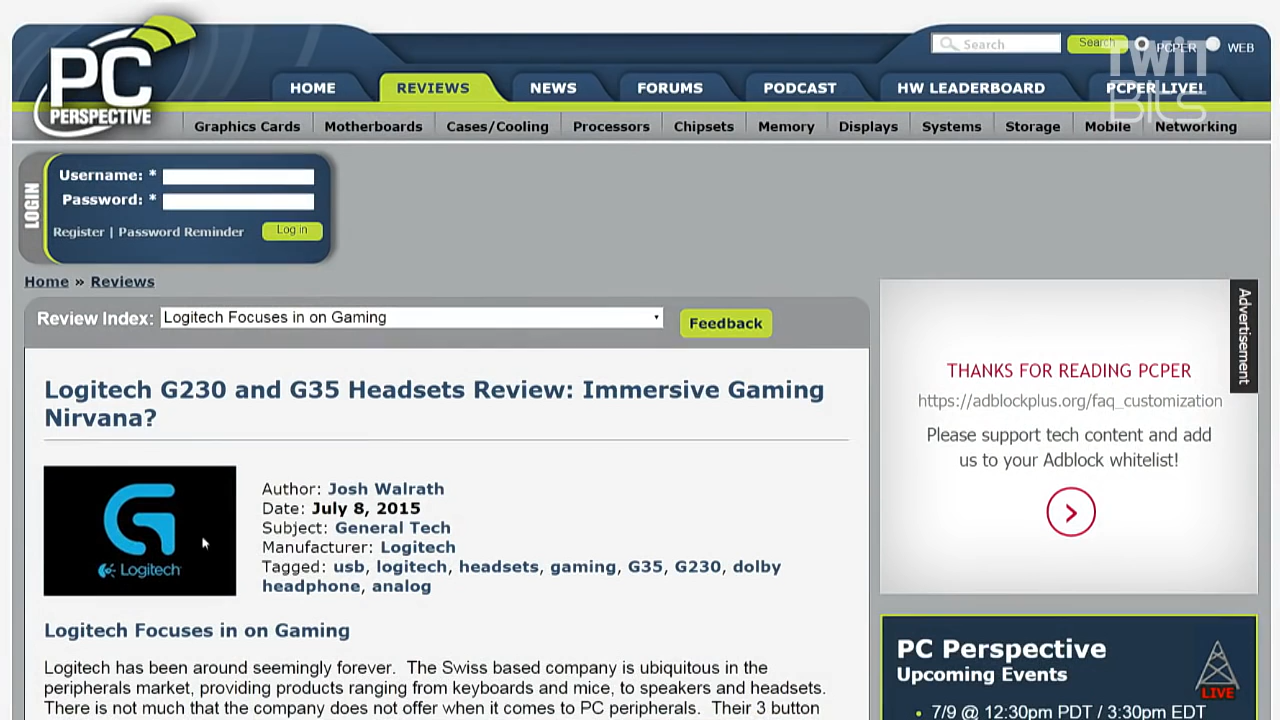 PC
PERSPECTIVE
Search
Search
PCPER
WEB
TWiT
Bits
HOME
REVIEWS
NEWS
FORUMS
PODCAST
HW LEADERBOARD
PCPER LIVE!
Graphics Cards
Motherboards
Cases/Cooling
Processors
Chipsets
Memory
Displays
Systems
Storage
Mobile
Networking
LOGIN
Username: *
Password: *
Register | Password Reminder
Log in
Home » Reviews
Review Index:
Logitech Focuses in on Gaming
Feedback
Logitech G230 and G35 Headsets Review: Immersive Gaming
Nirvana?
Logitech
Author: Josh Walrath
Date: July 8, 2015
Subject: General Tech
Manufacturer: Logitech
Tagged: usb, logitech, headsets, gaming, G35, G230, dolby
headphone, analog
Logitech Focuses in on Gaming
Logitech has been around seemingly forever.  The Swiss based company is ubiquitous in the
peripherals market, providing products ranging from keyboards and mice, to speakers and headsets.
There is not much that the company does not offer when it comes to PC peripherals.  Their 3 button
Advertisement
THANKS FOR READING PCPER
https://adblockplus.org/faq_customization
Please support tech content and add
us to your Adblock whitelist!
PC Perspective
Upcoming Events
LIVE
7/9 @ 12:30pm PDT / 3:30pm EDT